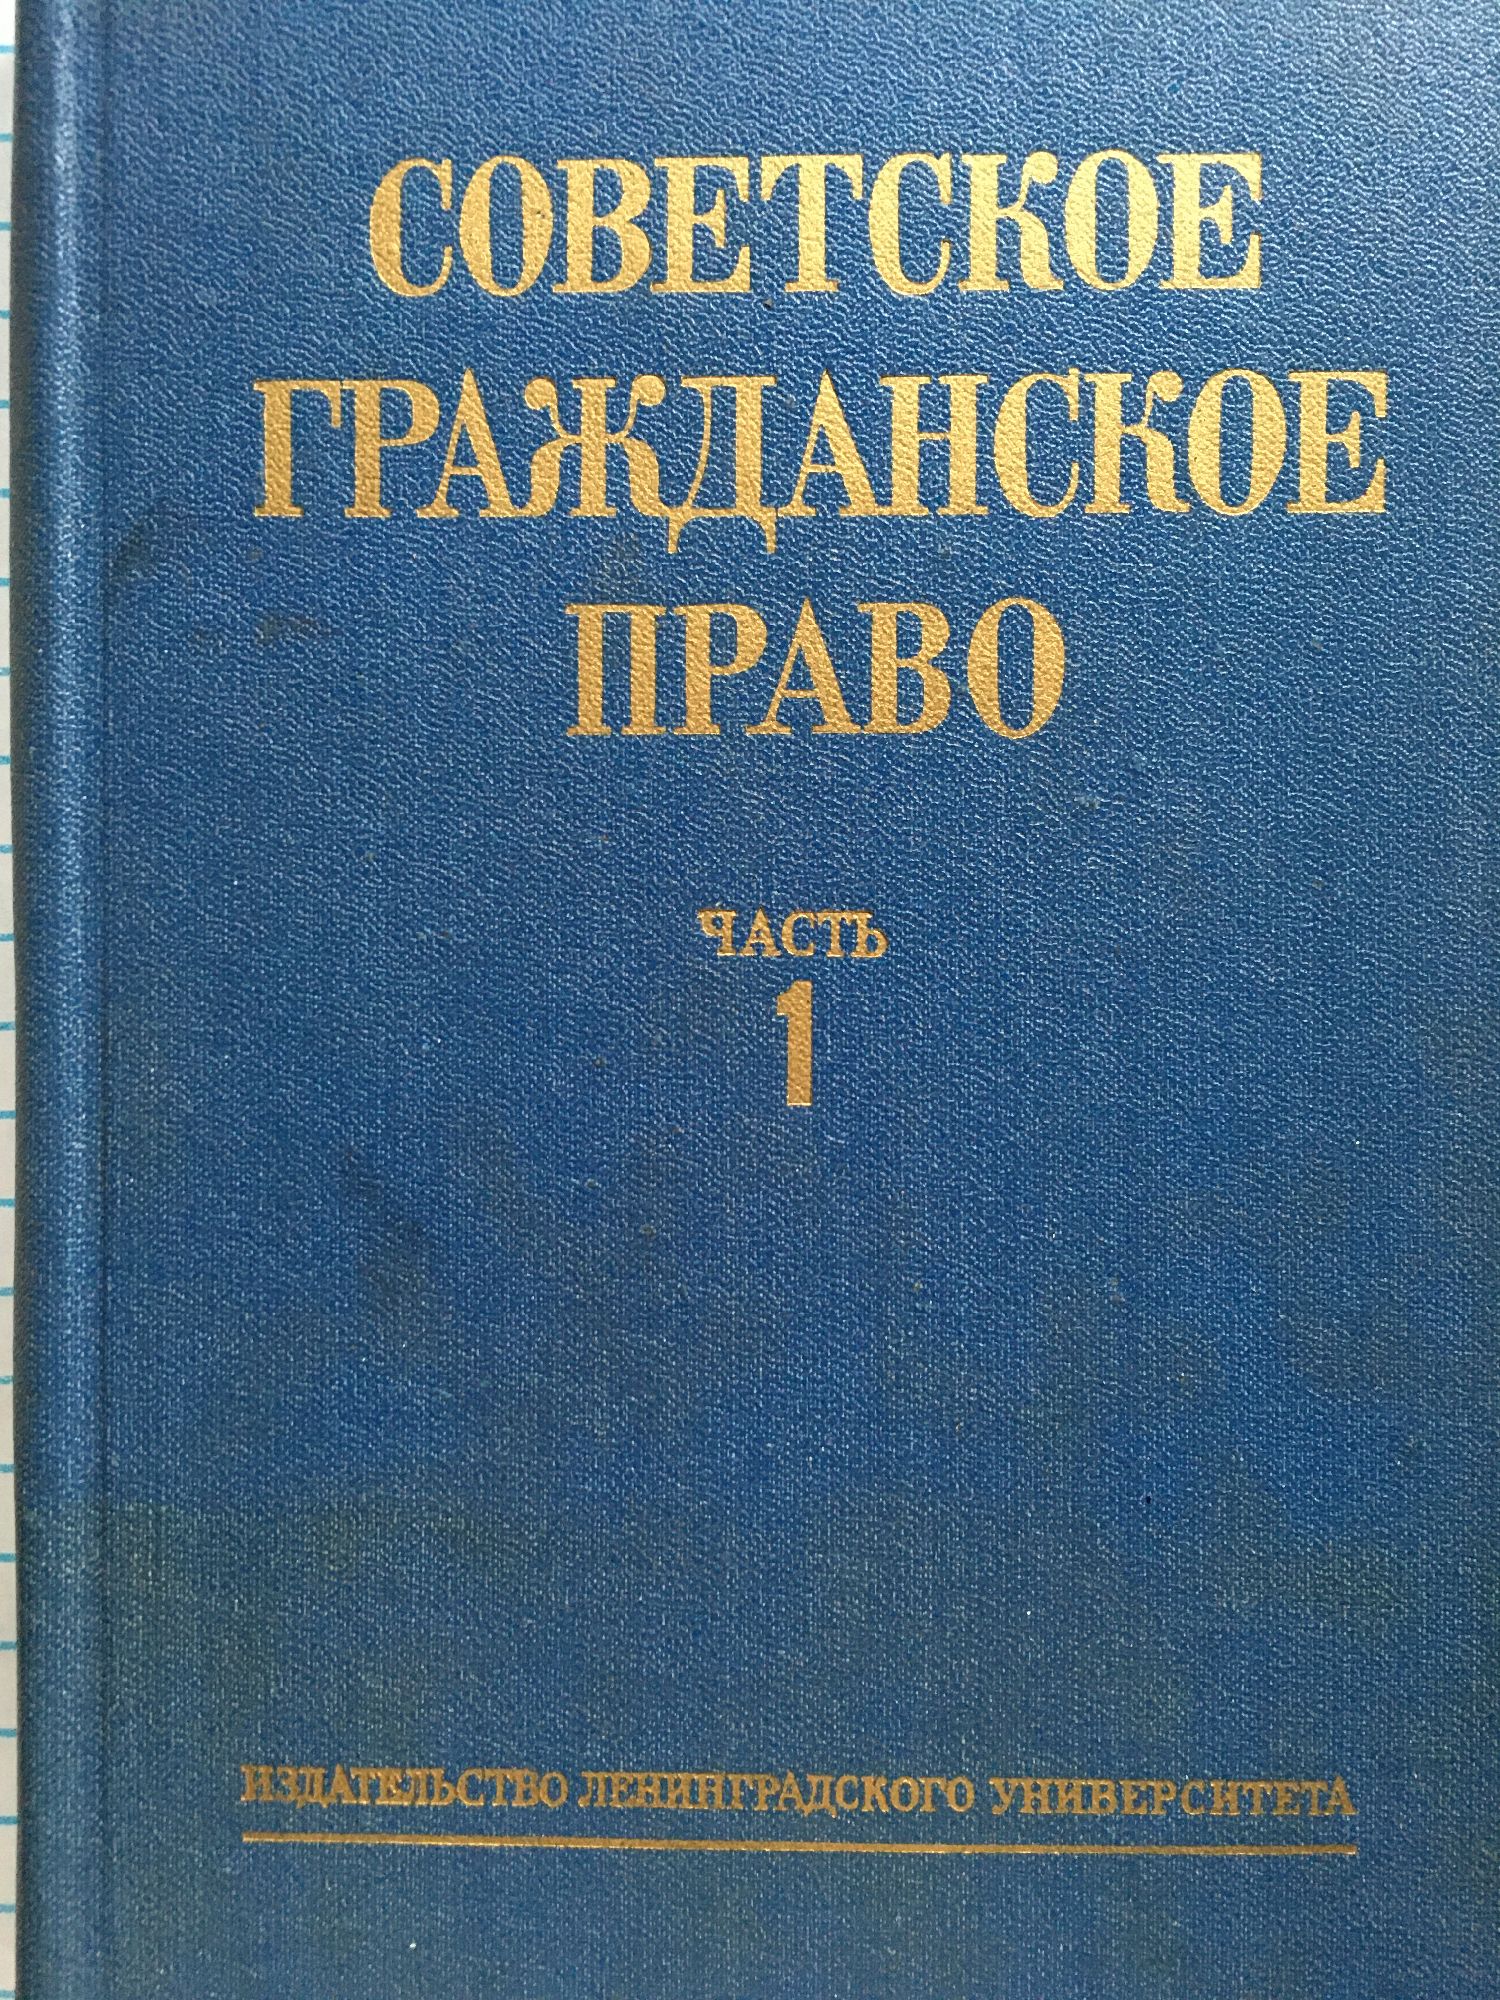 СОВЕТСКОЕ
ГРАЖДАНСКОЕ
ПРАВО
ЧАСТЬ
1
ИЗДАТЕЛЬСТВО ЛЕНИНГРАДСКОГО УНИВЕРСИТЕТА